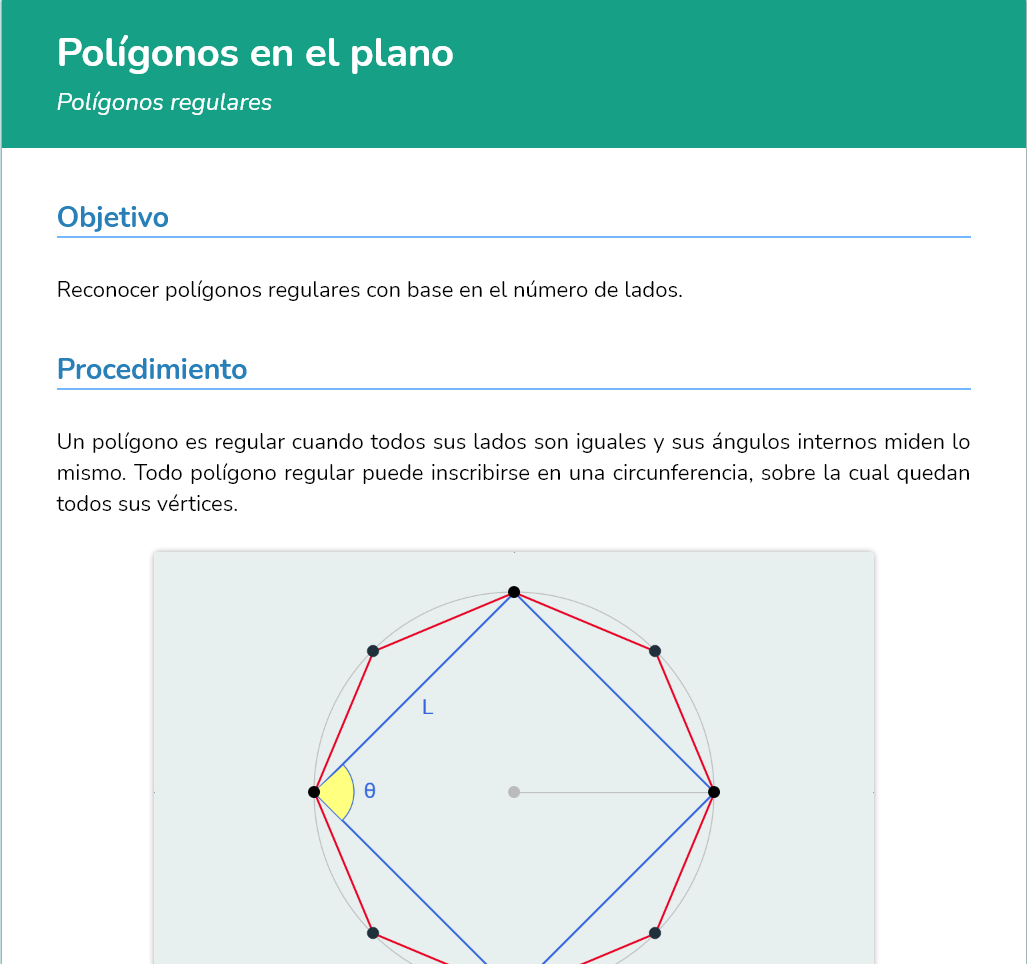 Polígonos en el plano
Polígonos regulares
Objetivo
Reconocer polígonos regulares con base en el número de lados.
Procedimiento
Un polígono es regular cuando todos sus lados son iguales y sus ángulos internos miden lo
mismo. Todo polígono regular puede inscribirse en una circunferencia, sobre la cual quedan
todos sus vértices.
L
θ